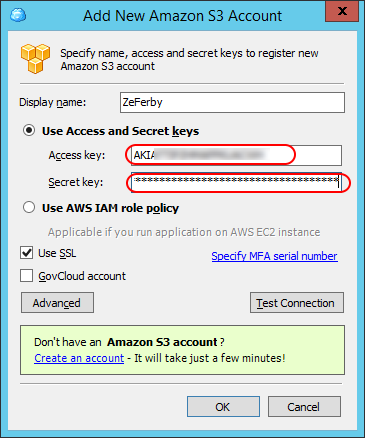 Add New Amazon S3 Account
x
Specify name, access and secret keys to register new
Amazon S3 account
Display name: ZeFerby
Use Access and Secret keys
Access key: AKIA
Secret key: ****************************************
Use AWS IAM role policy
Applicable if you run application on AWS EC2 instance
Use SSL Specify MFA serial number
GovCloud account
Advanced Test Connection
Don't have an Amazon S3 account?
Create an account - It will take just a few minutes!
OK Cancel